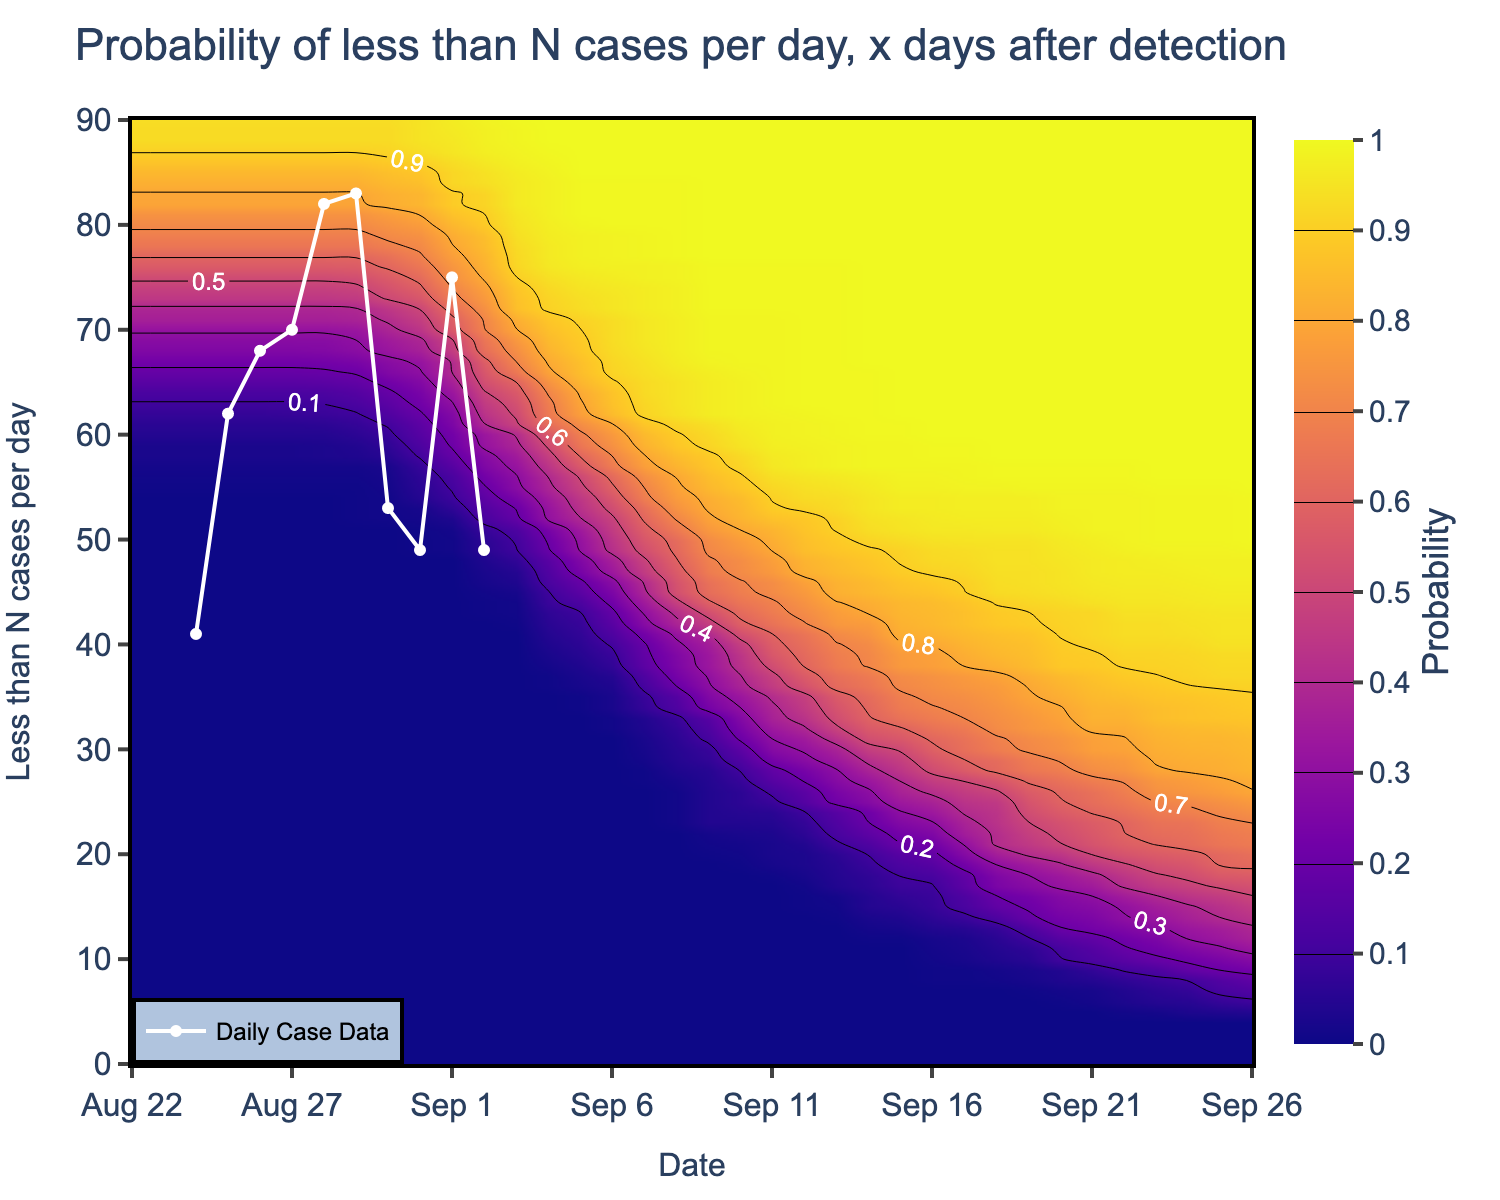 Probability of less than N cases per day, x days after detection
90
80
70
60
50
40
30
20
10
0
Less than N cases per day
0.9
0.5
0.1
0.6
0.4
0.8
0.7
0.2
0.3
Daily Case Data
Aug 22
Aug 27
Sep 1
Sep 6
Sep 11
Sep 16
Sep 21
Sep 26
Date
1
0.9
0.8
0.7
0.6
0.5
0.4
0.3
0.2
0.1
0
Probability